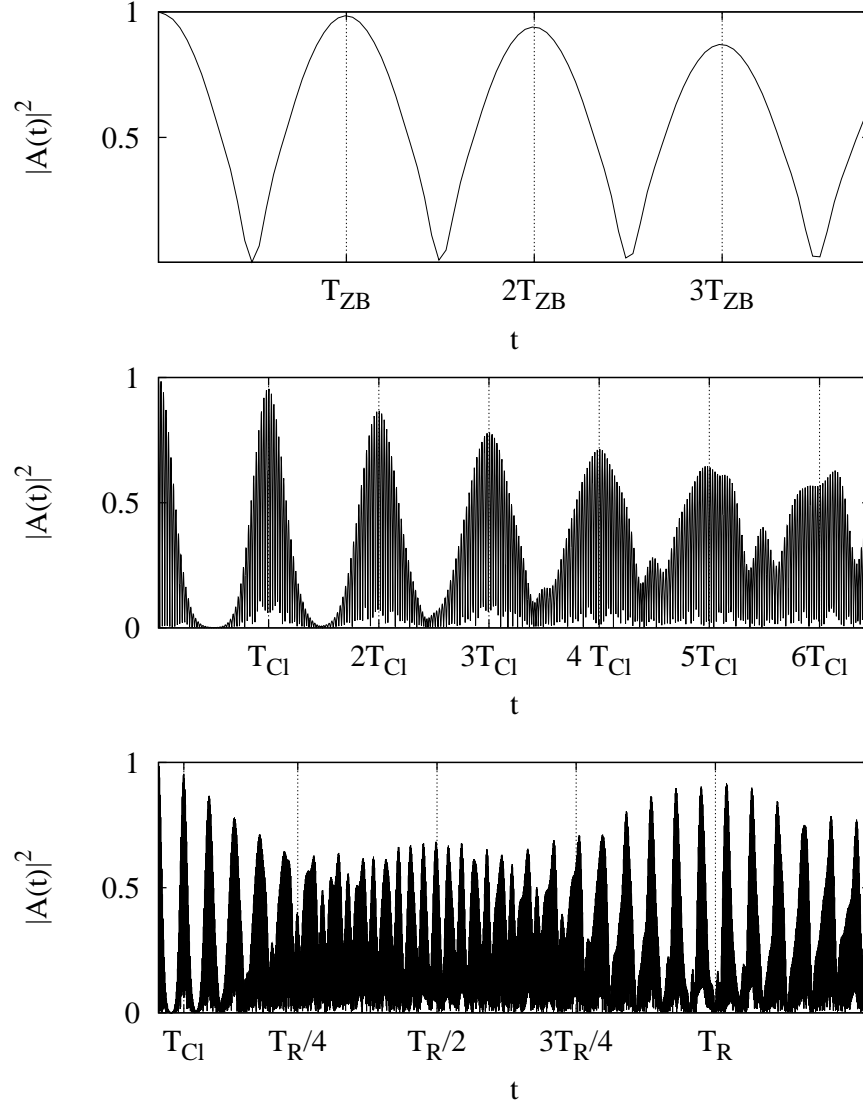 1
0.5
|A(t)|²
T_ZB 2T_ZB 3T_ZB
t
1
0.5
0
|A(t)|²
T_Cl 2T_Cl 3T_Cl 4 T_Cl 5T_Cl 6T_Cl
t
1
0.5
0
|A(t)|²
T_Cl T_R/4 T_R/2 3T_R/4 T_R
t